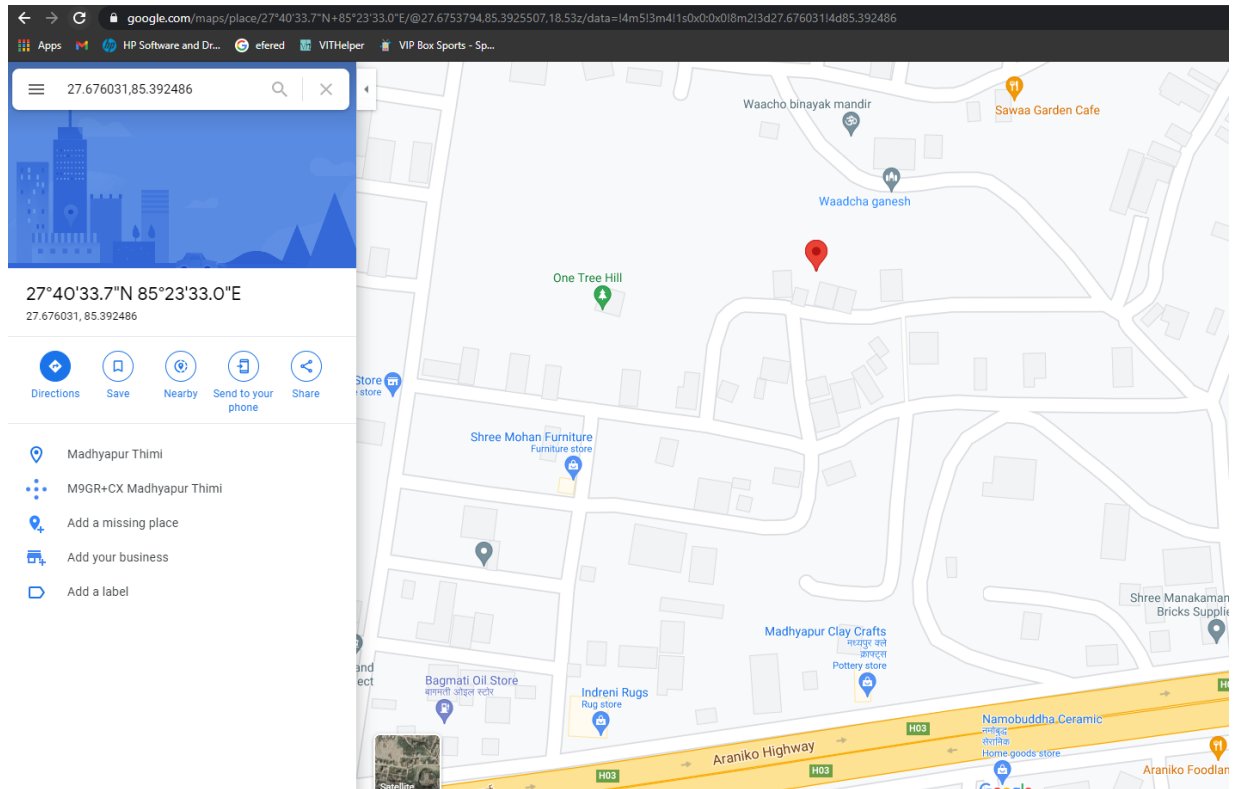 google.com/maps/place/27°40'33.7"N+85°23'33.0"E/@27.6753794,85.3925507,18.53z/data=!4m5!3m4!1s0x0:0x0!8m2!3d27.676031!4d85.392486
Apps
HP Software and Dr...
efered
VITHelper
VIP Box Sports - Sp...
27.676031,85.392486
27°40'33.7"N 85°23'33.0"E
27.676031, 85.392486
Directions
Save
Nearby
Send to your
phone
Share
Madhyapur Thimi
M9GR+CX Madhyapur Thimi
Add a missing place
Add your business
Add a label
Waacho binayak mandir
Sawaa Garden Cafe
Waadcha ganesh
One Tree Hill
Store
store
Shree Mohan Furniture
Furniture store
Shree Manakaman
Bricks Supplie
Madhyapur Clay Crafts
मध्यपुर क्ले
क्राफ्ट्स
Pottery store
and
ect
Bagmati Oil Store
बागमती ओइल स्टोर
Indreni Rugs
Rug store
H03
Namobuddha Ceramic
नमोबुद्ध
सेरामिक
Home goods store
H03
Araniko Highway
H03
H03
Araniko Foodlan
Satellite
Google